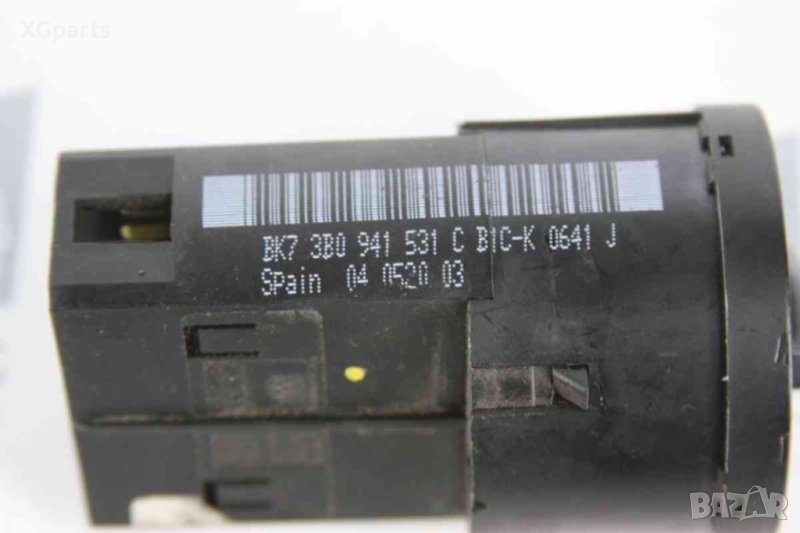 XGparts
BK7 3B0 941 531 C B1C-K 0641 J
Spain 04 0520 03
BAZAR